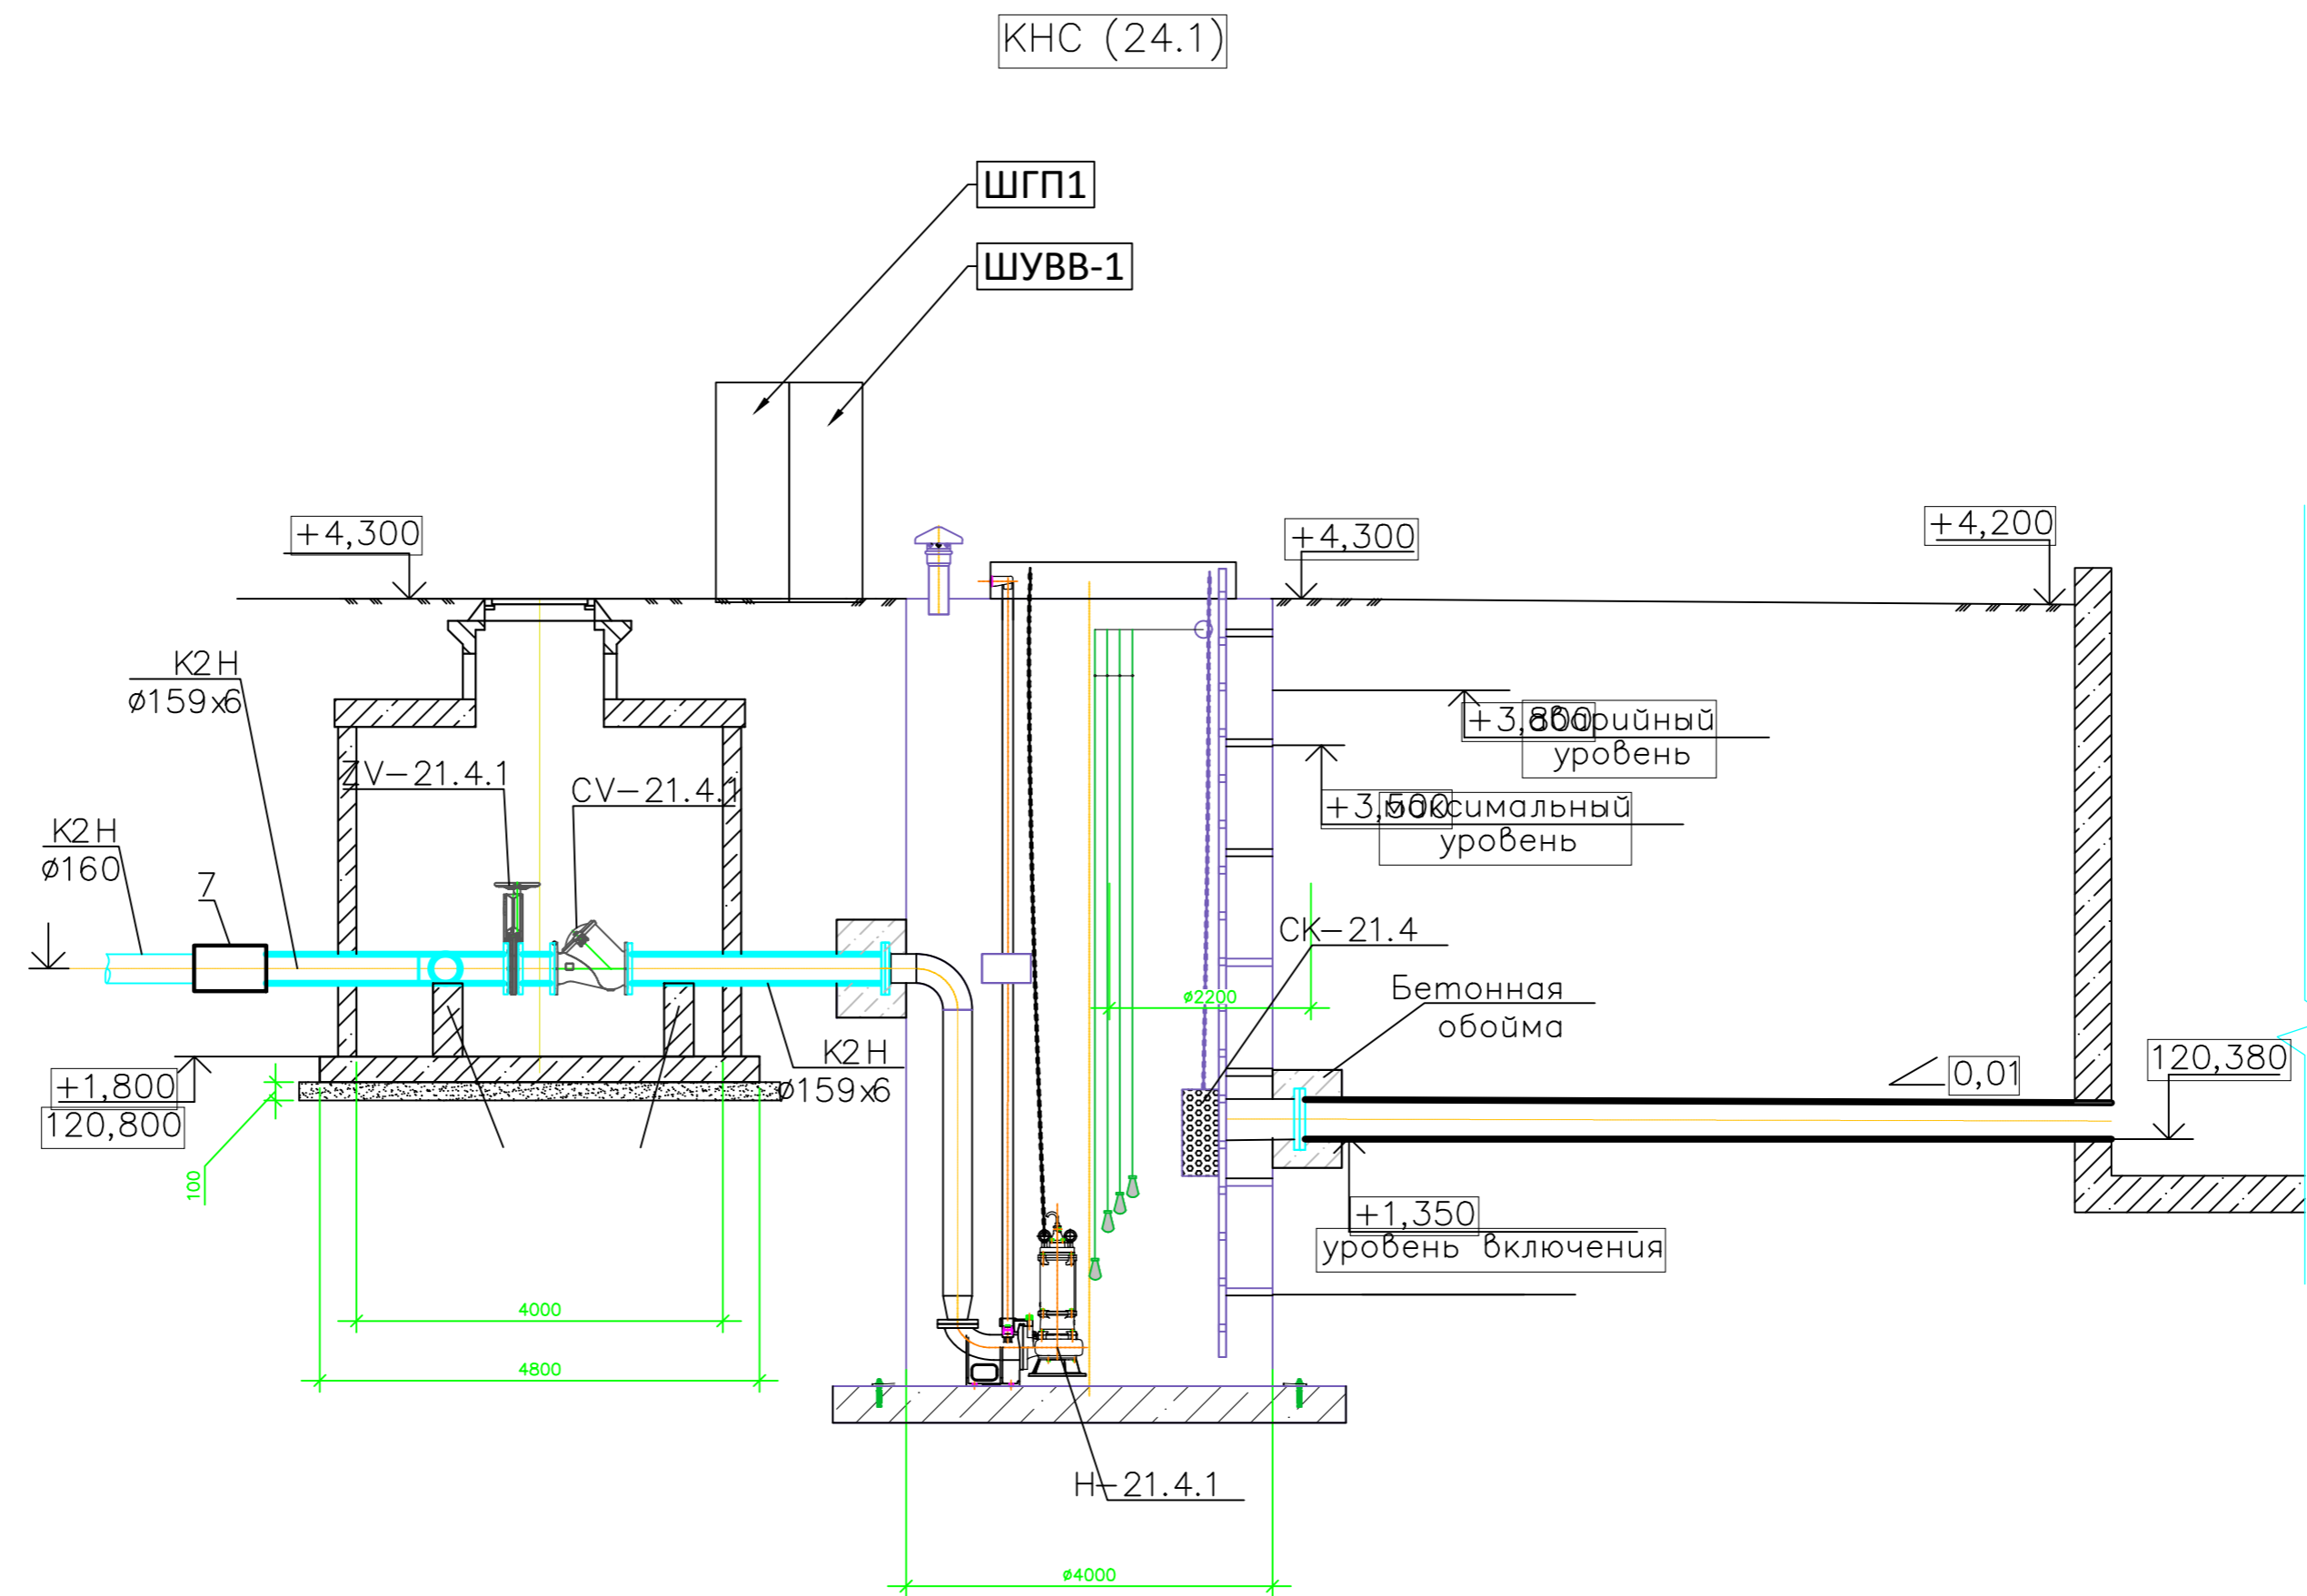 КНС (24.1)
ШГП1
ШУВВ-1
+4,300
+4,300
+4,200
К2Н
ø159х6
+3,800
аварийный
уровень
ZV-21.4.1
CV-21.4.1
+3,500
максимальный
уровень
К2Н
ø160
7
СК-21.4
Бетонная
обойма
ø2200
К2Н
ø159х6
0,01
120,380
+1,800
120,800
100
+1,350
уровень включения
4000
4800
Н-21.4.1
ø4000